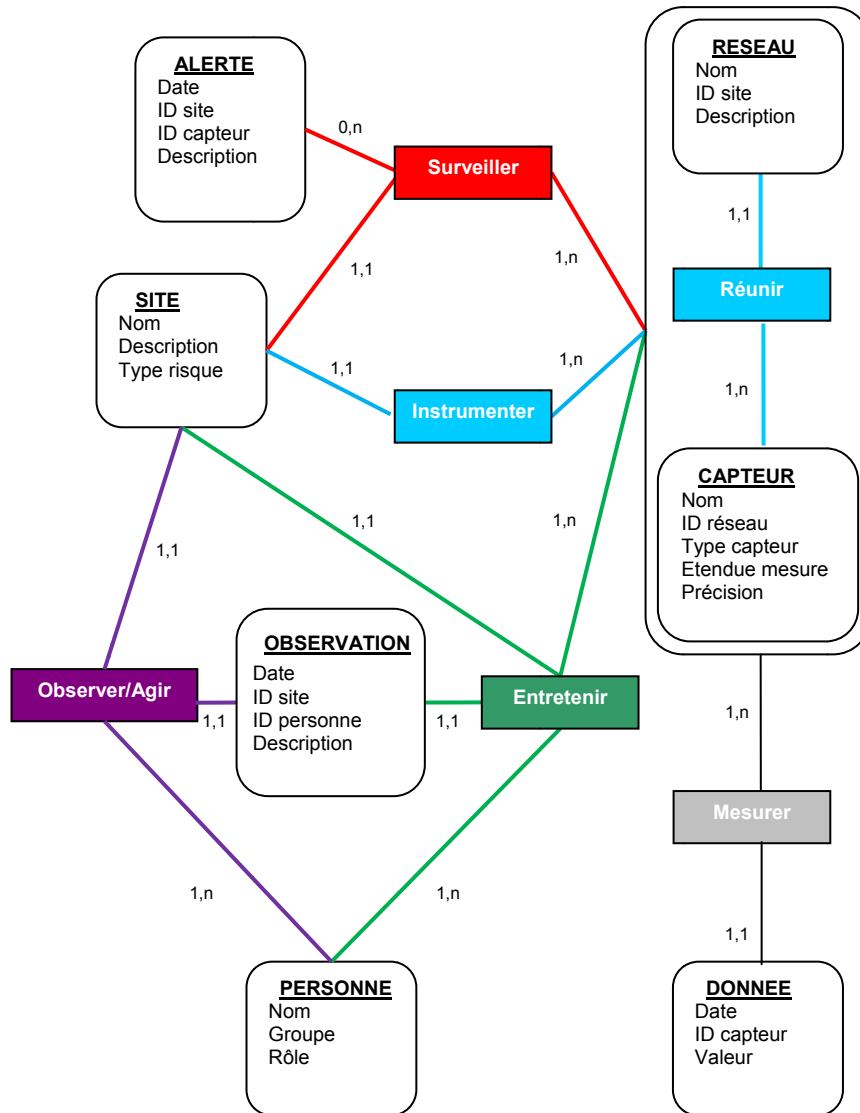 ALERTE
Date
ID site
ID capteur
Description
RESEAU
Nom
ID site
Description
0,n
Surveiller
1,1
1,n
1,1
SITE
Nom
Description
Type risque
Réunir
1,1
1,n
Instrumenter
1,n
CAPTEUR
Nom
ID réseau
Type capteur
Etendue mesure
Précision
1,1
1,1
1,n
OBSERVATION
Date
ID site
ID personne
Description
Observer/Agir
1,1
1,1
Entretenir
1,n
Mesurer
1,n
1,n
1,1
PERSONNE
Nom
Groupe
Rôle
DONNEE
Date
ID capteur
Valeur